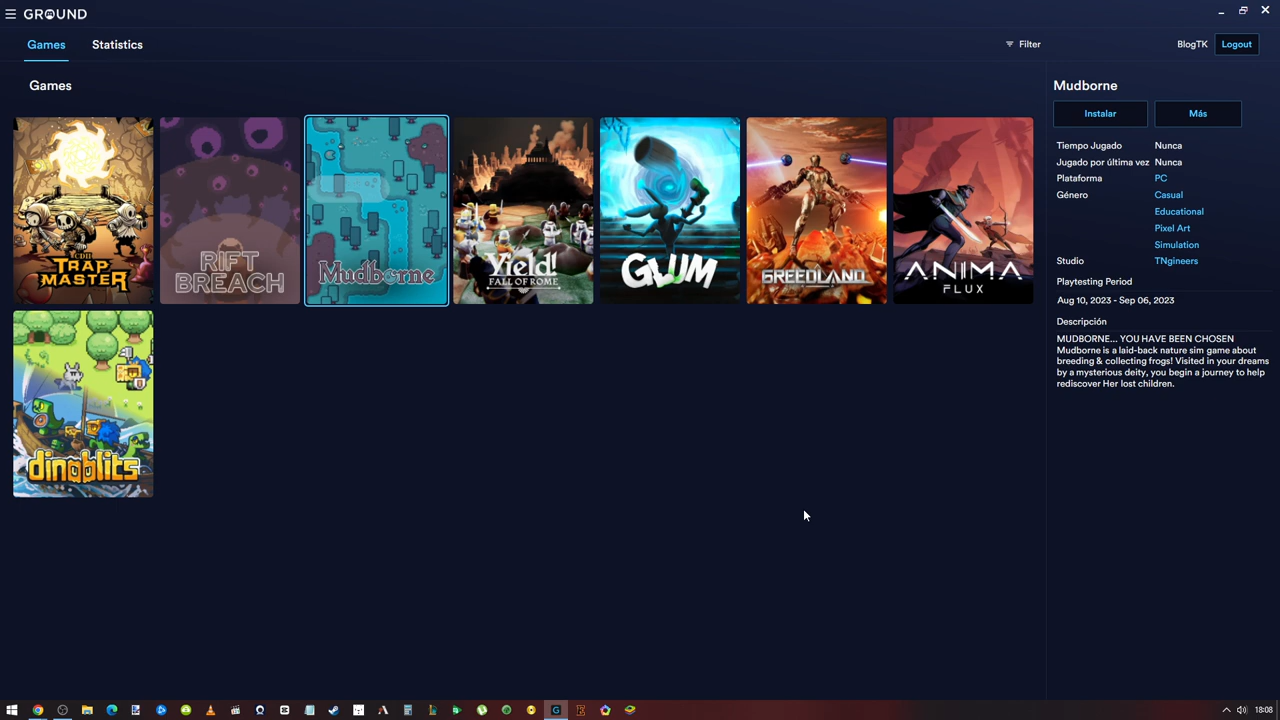 GROUND
Games
Statistics
Filter
BlogTK
Logout
Games
CD II
TRAP
MASTER
RIFT
BREACH
Mudborne
Yield!
FALL OF ROME
GLUM
GREEDLAND
ANIMA
FLUX
dinoblits
Mudborne
Instalar
Más
Tiempo Jugado Nunca
Jugado por última vez Nunca
Plataforma PC
Género Casual
Educational
Pixel Art
Simulation
Studio TNgineers
Playtesting Period
Aug 10, 2023 - Sep 06, 2023
Descripción
MUDBORNE... YOU HAVE BEEN CHOSEN
Mudborne is a laid-back nature sim game about
breeding & collecting frogs! Visited in your dreams
by a mysterious deity, you begin a journey to help
rediscover Her lost children.
18:08